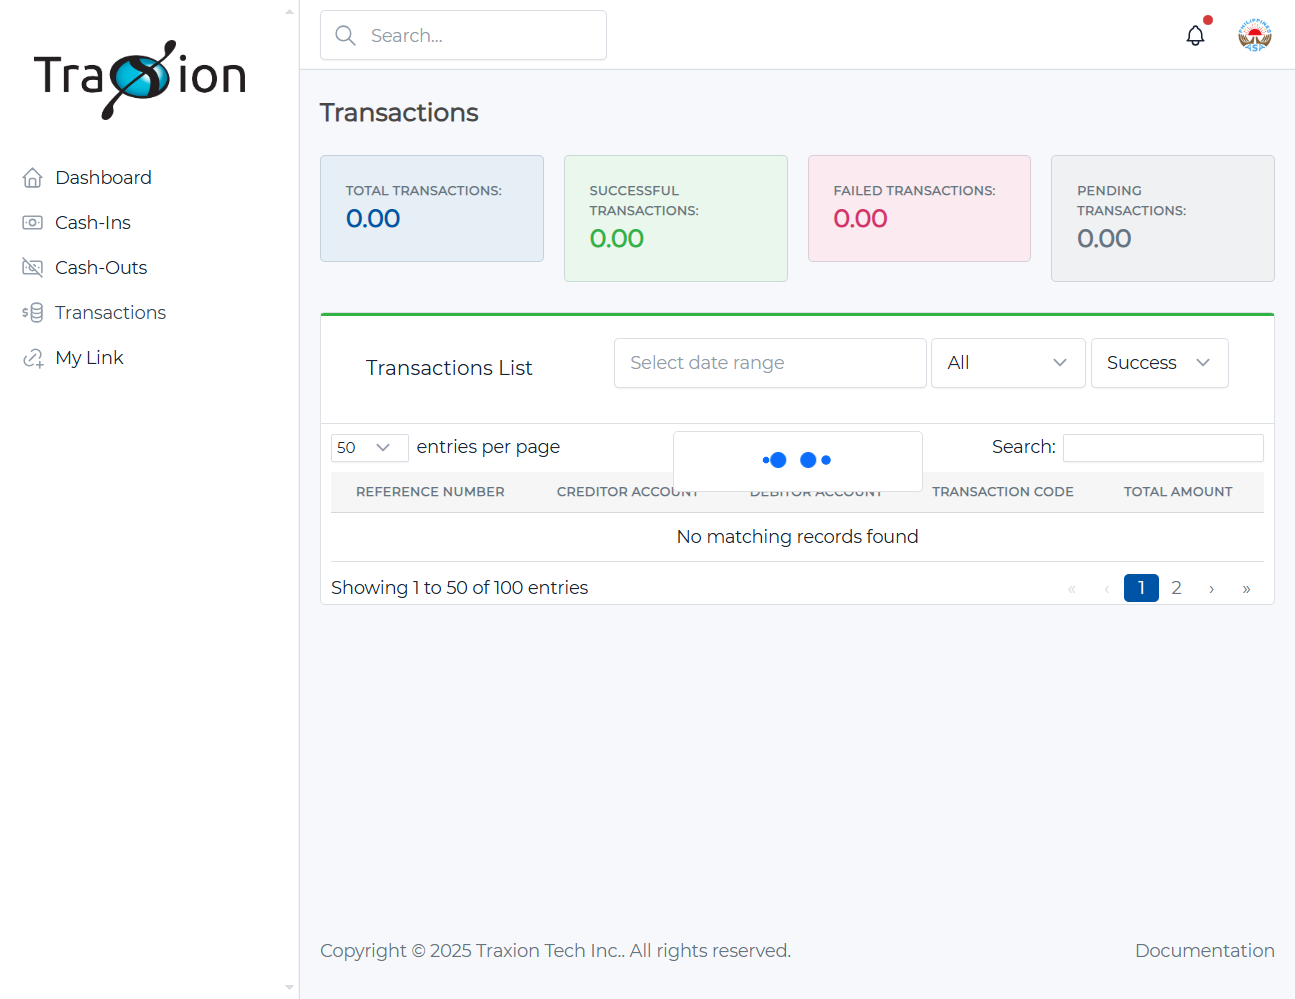 Traxion
Search...
Dashboard
Cash-Ins
Cash-Outs
Transactions
My Link
Transactions
TOTAL TRANSACTIONS:
0.00
SUCCESSFUL
TRANSACTIONS:
0.00
FAILED TRANSACTIONS:
0.00
PENDING
TRANSACTIONS:
0.00
Transactions List
Select date range
All
Success
50 entries per page
Search:
REFERENCE NUMBER CREDITOR ACCOUNT DEBITOR ACCOUNT TRANSACTION CODE TOTAL AMOUNT
No matching records found
Showing 1 to 50 of 100 entries
« ‹ 1 2 › »
Copyright © 2025 Traxion Tech Inc.. All rights reserved.
Documentation